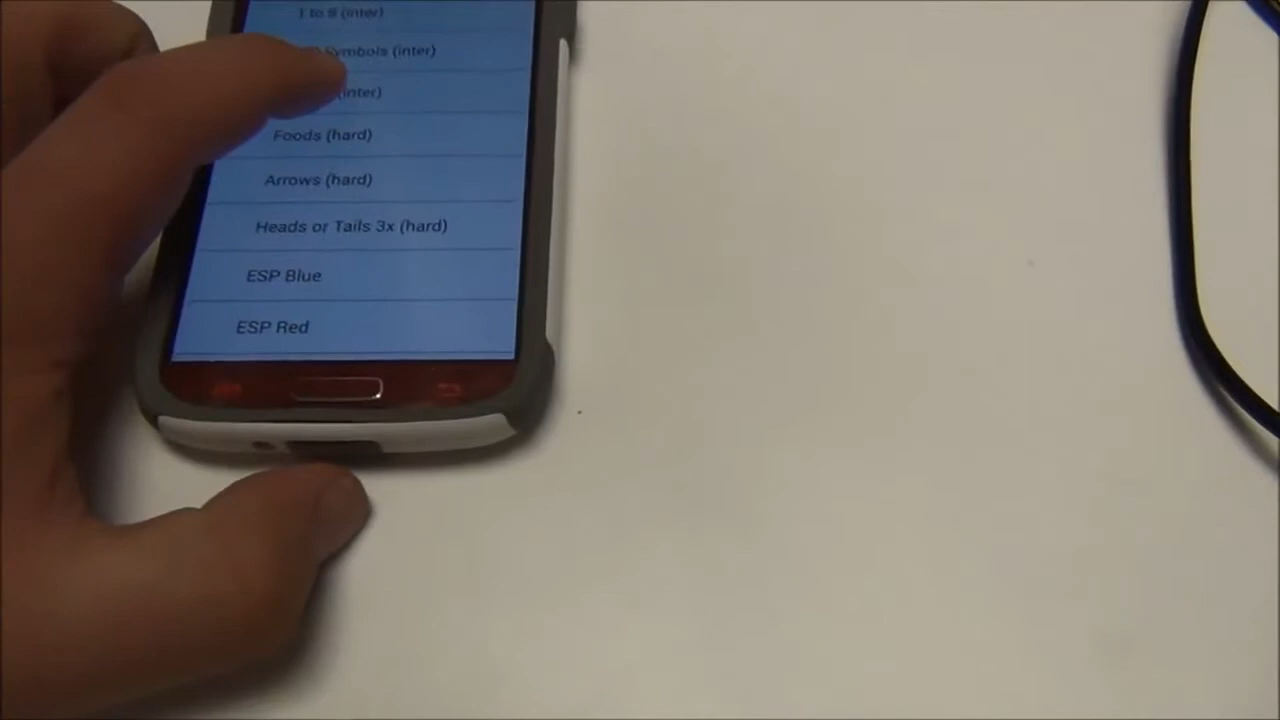 1 to 8 (inter)
Symbols (inter)
(inter)
Foods (hard)
Arrows (hard)
Heads or Tails 3x (hard)
ESP Blue
ESP Red